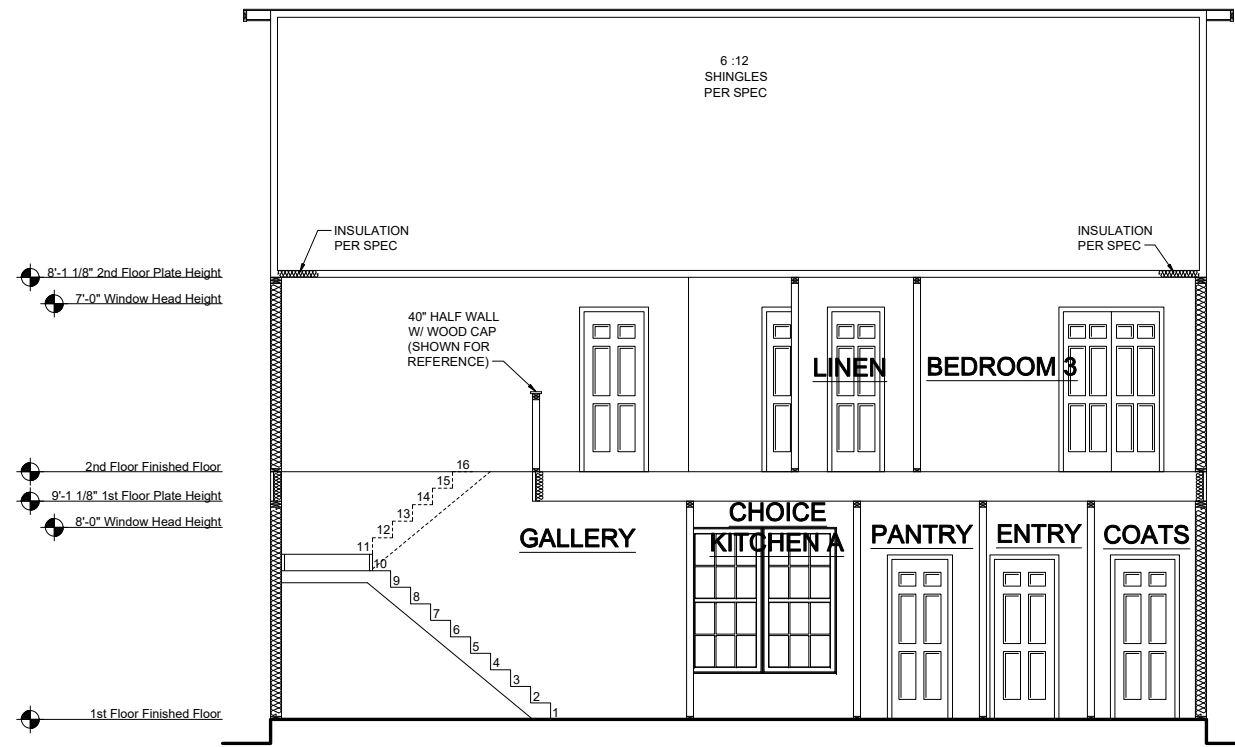 6 :12
SHINGLES
PER SPEC
INSULATION
PER SPEC
INSULATION
PER SPEC
8'-1 1/8" 2nd Floor Plate Height
7'-0" Window Head Height
40" HALF WALL
W/ WOOD CAP
(SHOWN FOR
REFERENCE)
LINEN
BEDROOM 3
2nd Floor Finished Floor
9'-1 1/8" 1st Floor Plate Height
8'-0" Window Head Height
16
15
14
13
12
11
10
9
8
7
6
5
4
3
2
1
GALLERY
CHOICE
KITCHEN A
PANTRY
ENTRY
COATS
1st Floor Finished Floor